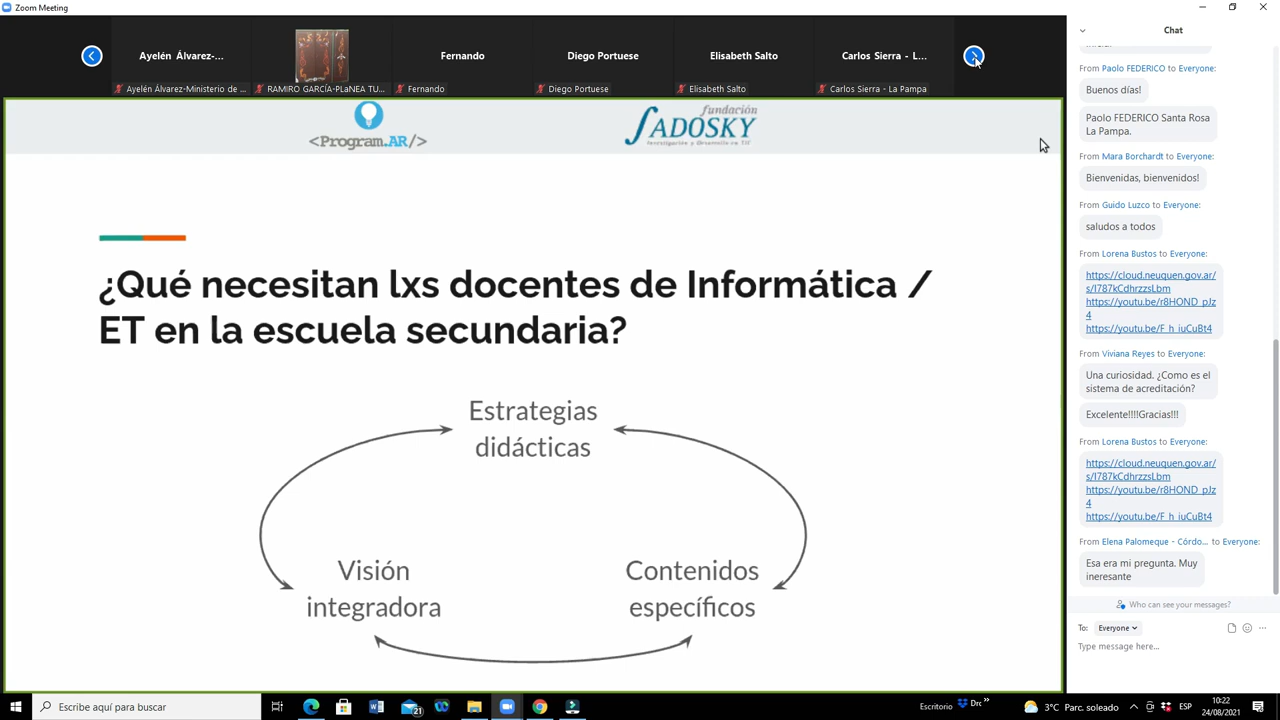 Zoom Meeting
Ayelén Álvarez-...
Fernando
Diego Portuese
Elisabeth Salto
Carlos Sierra - L...
Ayelén Álvarez-Ministerio de ...
RAMIRO GARCÍA-PLaNEA TU...
Fernando
Diego Portuese
Elisabeth Salto
Carlos Sierra - La Pampa
<Program.AR/>
fundación
SADOSKY
¿Qué necesitan lxs docentes de Informática /
ET en la escuela secundaria?
Estrategias
didácticas
Visión
integradora
Contenidos
específicos
Chat
From Paolo FEDERICO to Everyone:
Buenos días!
Paolo FEDERICO Santa Rosa
La Pampa.
From Mara Borchardt to Everyone:
Bienvenidas, bienvenidos!
From Guido Luzco to Everyone:
saludos a todos
From Lorena Bustos to Everyone:
https://cloud.neuquen.gov.ar/
s/I787kCdhrzzsLbm
https://youtu.be/r8HOND_pJz
4
https://youtu.be/F_h_iuCuBt4
From Viviana Reyes to Everyone:
Una curiosidad. ¿Como es el
sistema de acreditación?
Excelente!!!!Gracias!!!
From Lorena Bustos to Everyone:
https://cloud.neuquen.gov.ar/
s/I787kCdhrzzsLbm
https://youtu.be/r8HOND_pJz
4
https://youtu.be/F_h_iuCuBt4
From Elena Palomeque - Córdo... to Everyone:
Esa era mi pregunta. Muy
ineresante
Who can see your messages?
To: Everyone
Type message here...
Escribe aquí para buscar
21
Escritorio
Drc
3°C Parc. soleado
ESP
10:22
24/08/2021